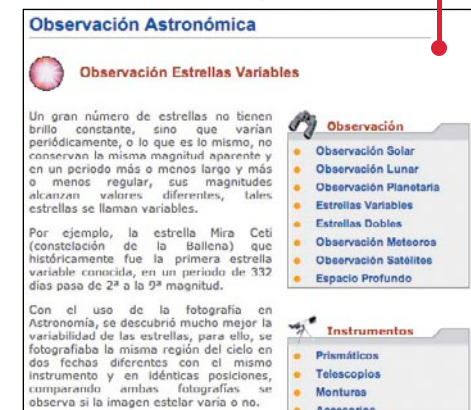 Observación Astronómica
Observación Estrellas Variables
Un gran número de estrellas no tienen
brillo constante, sino que varían
periódicamente, o lo que es lo mismo, no
conservan la misma magnitud aparente y
en un periodo más o menos largo y más
o menos regular, sus magnitudes
alcanzan valores diferentes, tales
estrellas se llaman variables.
Por ejemplo, la estrella Mira Ceti
(constelación de la Ballena) que
históricamente fue la primera estrella
variable conocida, en un periodo de 332
días pasa de 2ª a la 9ª magnitud.
Con el uso de la fotografía en
Astronomía, se descubrió mucho mejor la
variabilidad de las estrellas, para ello, se
fotografiaba la misma región del cielo en
dos fechas diferentes con el mismo
instrumento y en idénticas posiciones,
comparando ambas fotografías se
observa si la imagen estelar varía o no.
Observación
Observación Solar
Observación Lunar
Observación Planetaria
Estrellas Variables
Estrellas Dobles
Observación Meteoros
Observación Satélites
Espacio Profundo
Instrumentos
Prismáticos
Telescopios
Monturas
Accesorios